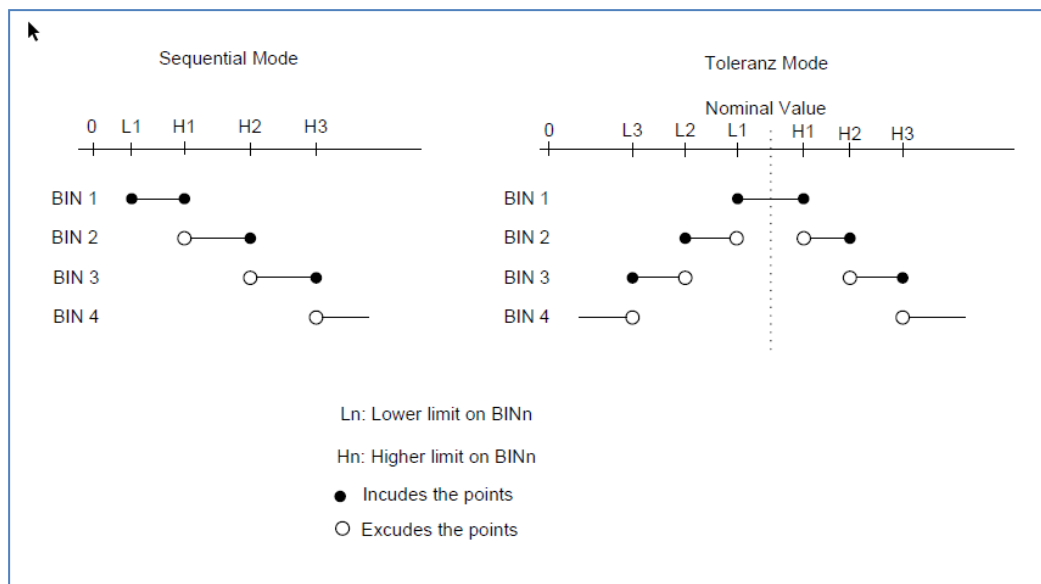 Sequential Mode
0 L1 H1 H2 H3
BIN 1
BIN 2
BIN 3
BIN 4
Toleranz Mode
Nominal Value
0 L3 L2 L1 H1 H2 H3
BIN 1
BIN 2
BIN 3
BIN 4
Ln: Lower limit on BINn
Hn: Higher limit on BINn
Incudes the points
Excudes the points